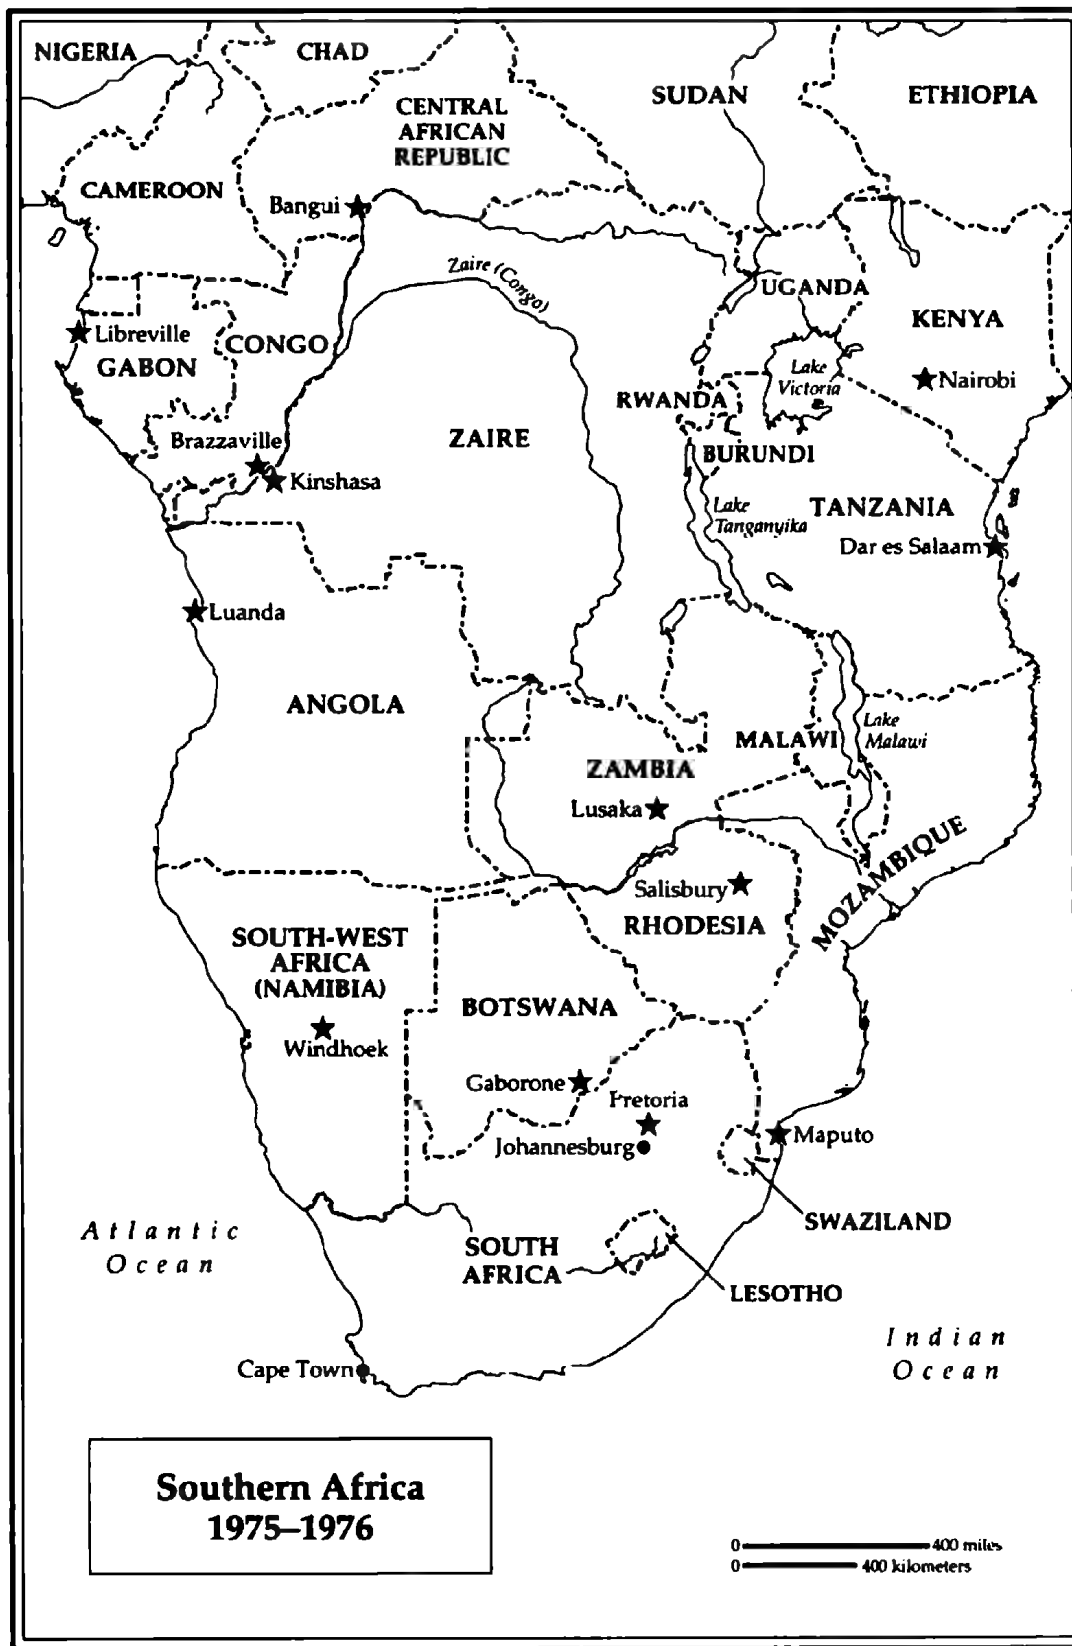 NIGERIA
CHAD
SUDAN
ETHIOPIA
CENTRAL
AFRICAN
REPUBLIC
CAMEROON
Bangui
Zaire (Congo)
UGANDA
KENYA
Libreville
GABON
CONGO
Lake
Victoria
Nairobi
RWANDA
ZAIRE
Brazzaville
BURUNDI
Kinshasa
Lake
Tanganyika
TANZANIA
Dar es Salaam
Luanda
ANGOLA
MALAWI
Lake
Malawi
ZAMBIA
Lusaka
MOZAMBIQUE
Salisbury
RHODESIA
SOUTH-WEST
AFRICA
(NAMIBIA)
BOTSWANA
Windhoek
Gaborone
Pretoria
Johannesburg
Maputo
SWAZILAND
Atlantic
Ocean
SOUTH
AFRICA
LESOTHO
Indian
Ocean
Cape Town
Southern Africa
1975–1976
0 400 miles
0 400 kilometers